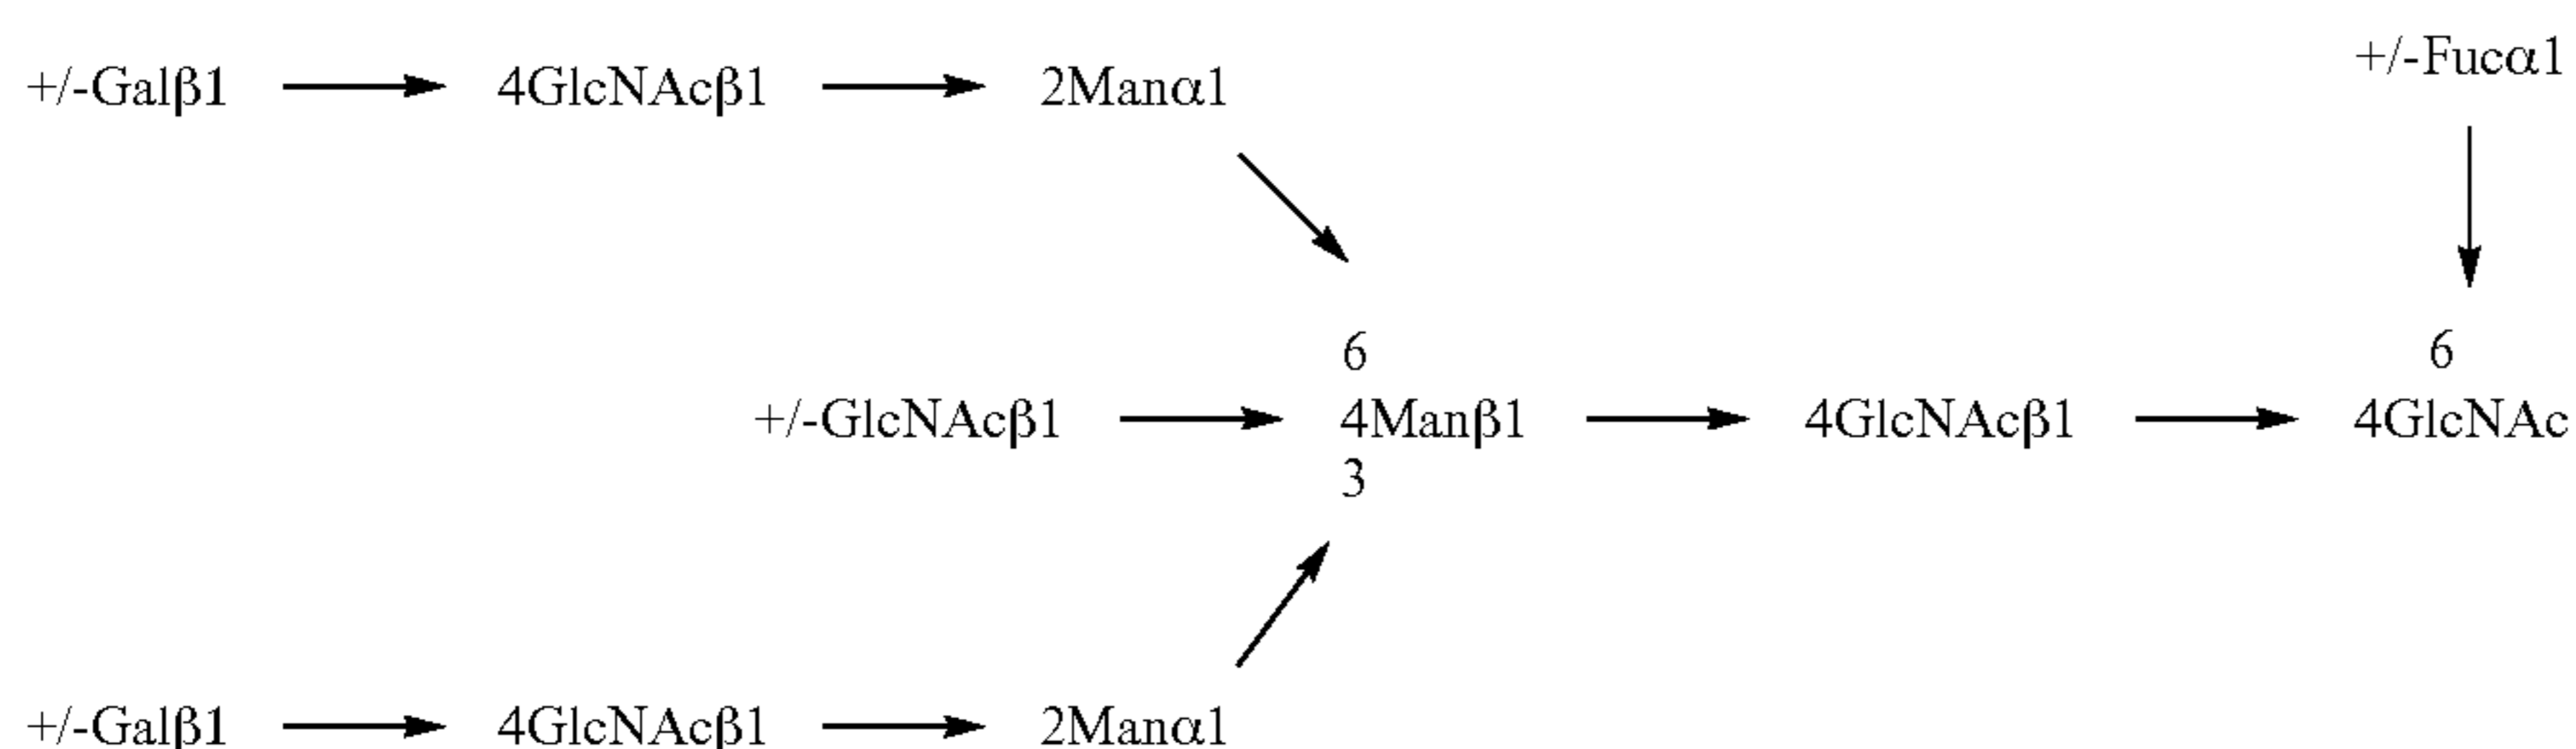 +/-Galβ1 4GlcNAcβ1 2Manα1 +/-Fucα1
6 6
+/-GlcNAcβ1 4Manβ1 4GlcNAcβ1 4GlcNAc
3
+/-Galβ1 4GlcNAcβ1 2Manα1